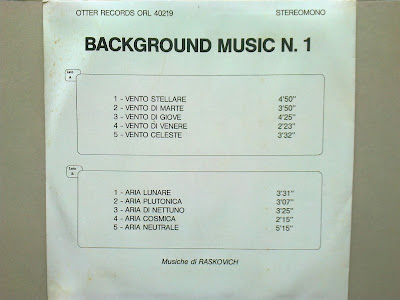 OTTER RECORDS ORL 40219 STEREOMONO
BACKGROUND MUSIC N. 1
Lato A
1 - VENTO STELLARE 4'50"
2 - VENTO DI MARTE 3'50"
3 - VENTO DI GIOVE 4'25"
4 - VENTO DI VENERE 2'23"
5 - VENTO CELESTE 3'32"
Lato B
1 - ARIA LUNARE 3'31"
2 - ARIA PLUTONICA 3'07"
3 - ARIA DI NETTUNO 3'25"
4 - ARIA COSMICA 2'15"
5 - ARIA NEUTRALE 5'15"
Musiche di RASKOVICH